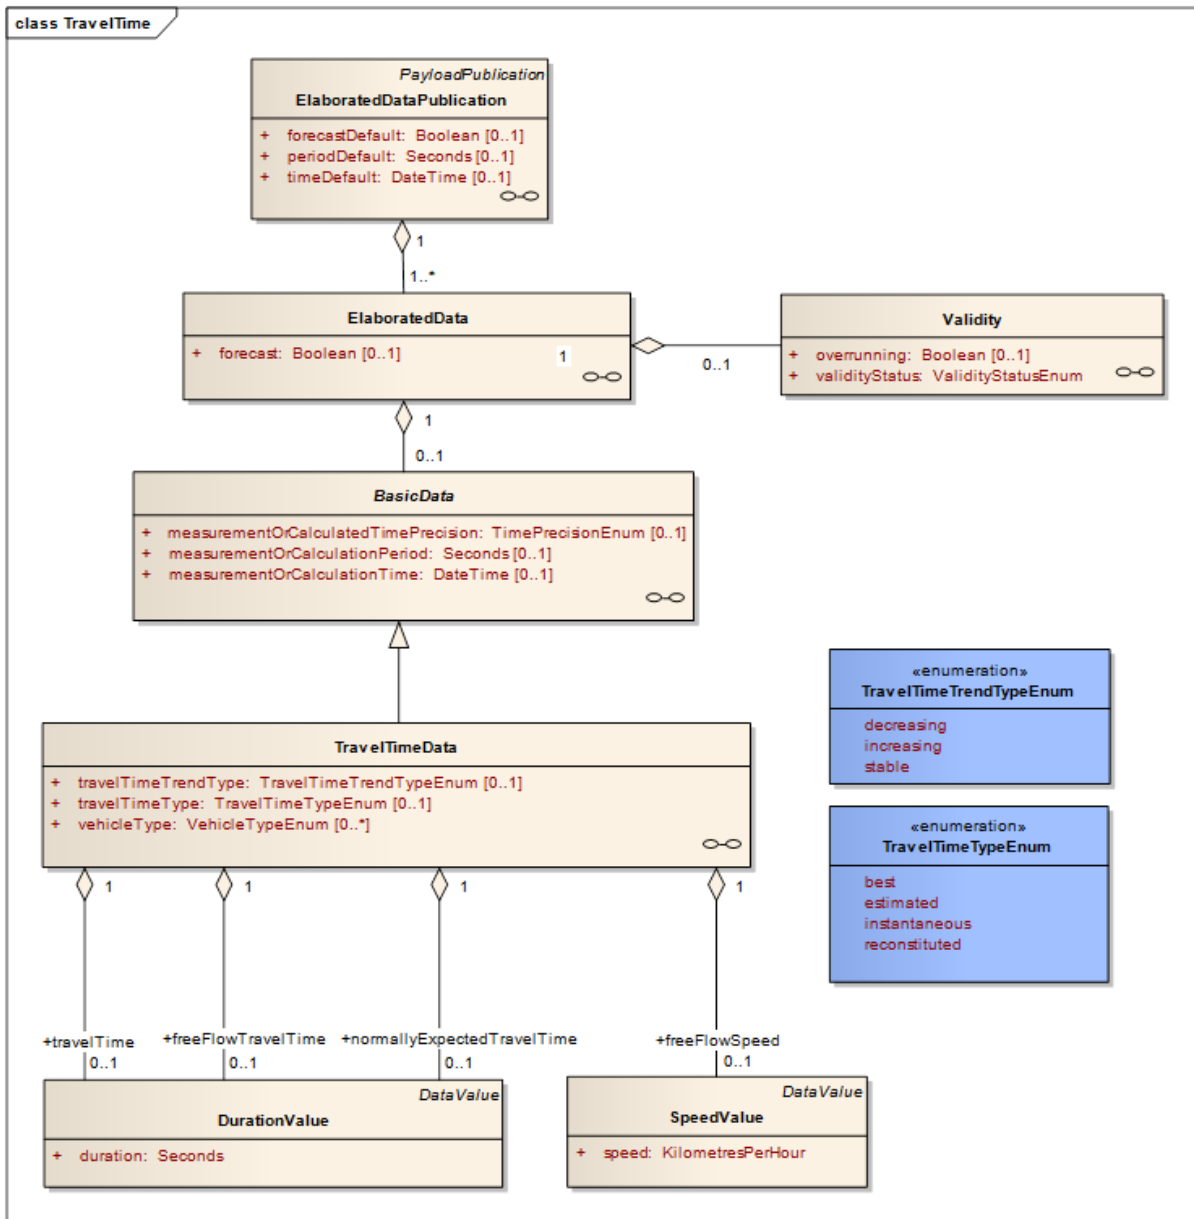 class TravelTime
PayloadPublication
ElaboratedDataPublication
+ forecastDefault: Boolean [0..1]
+ periodDefault: Seconds [0..1]
+ timeDefault: DateTime [0..1]
1
1..*
ElaboratedData
+ forecast: Boolean [0..1]
1
0..1
Validity
+ overrunning: Boolean [0..1]
+ validityStatus: ValidityStatusEnum
1
0..1
BasicData
+ measurementOrCalculatedTimePrecision: TimePrecisionEnum [0..1]
+ measurementOrCalculationPeriod: Seconds [0..1]
+ measurementOrCalculationTime: DateTime [0..1]
«enumeration»
TravelTimeTrendTypeEnum
decreasing
increasing
stable
TravelTimeData
+ travelTimeTrendType: TravelTimeTrendTypeEnum [0..1]
+ travelTimeType: TravelTimeTypeEnum [0..1]
+ vehicleType: VehicleTypeEnum [0..*]
«enumeration»
TravelTimeTypeEnum
best
estimated
instantaneous
reconstituted
1 1 1 1
+travelTime +freeFlowTravelTime +normallyExpectedTravelTime +freeFlowSpeed
0..1 0..1 0..1 0..1
DataValue
DurationValue
+ duration: Seconds
DataValue
SpeedValue
+ speed: KilometresPerHour